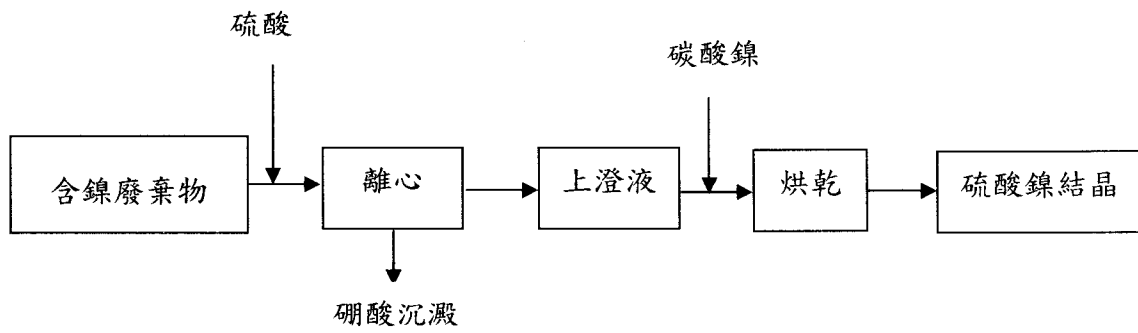 硫酸
碳酸鎳
含鎳廢棄物
離心
上澄液
烘乾
硫酸鎳結晶
硼酸沉澱